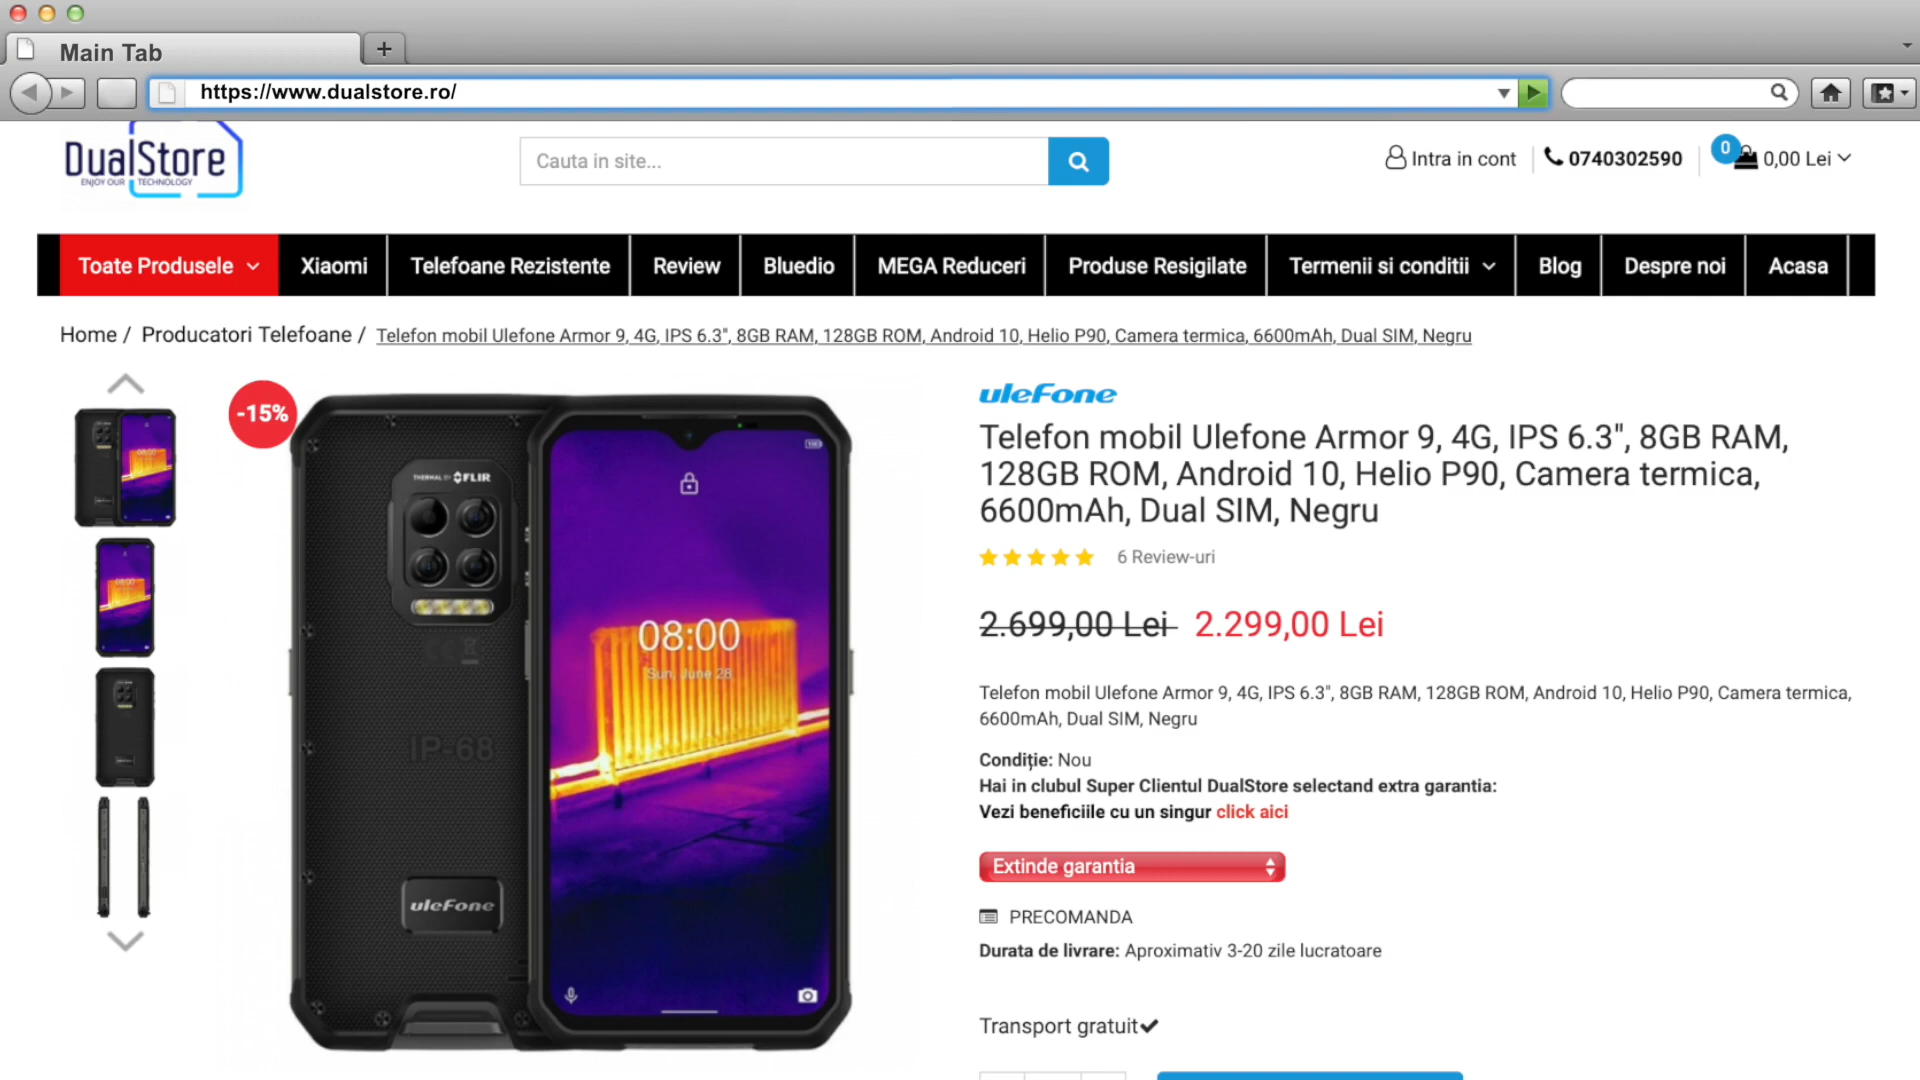 Main Tab
https://www.dualstore.ro/
DualStore
ENJOY OUR TECHNOLOGY
Cauta in site...
Intra in cont
0740302590
0
0,00 Lei
Toate Produsele
Xiaomi
Telefoane Rezistente
Review
Bluedio
MEGA Reduceri
Produse Resigilate
Termenii si conditii
Blog
Despre noi
Acasa
Home / Producatori Telefoane / Telefon mobil Ulefone Armor 9, 4G, IPS 6.3", 8GB RAM, 128GB ROM, Android 10, Helio P90, Camera termica, 6600mAh, Dual SIM, Negru
-15%
THERMAL BY FLIR
IP-68
uleFone
08:00
Sun, June 28
uleFone
Telefon mobil Ulefone Armor 9, 4G, IPS 6.3", 8GB RAM,
128GB ROM, Android 10, Helio P90, Camera termica,
6600mAh, Dual SIM, Negru
6 Review-uri
2.699,00 Lei 2.299,00 Lei
Telefon mobil Ulefone Armor 9, 4G, IPS 6.3", 8GB RAM, 128GB ROM, Android 10, Helio P90, Camera termica,
6600mAh, Dual SIM, Negru
Condiție: Nou
Hai in clubul Super Clientul DualStore selectand extra garantia:
Vezi beneficiile cu un singur click aici
Extinde garantia
PRECOMANDA
Durata de livrare: Aproximativ 3-20 zile lucratoare
Transport gratuit